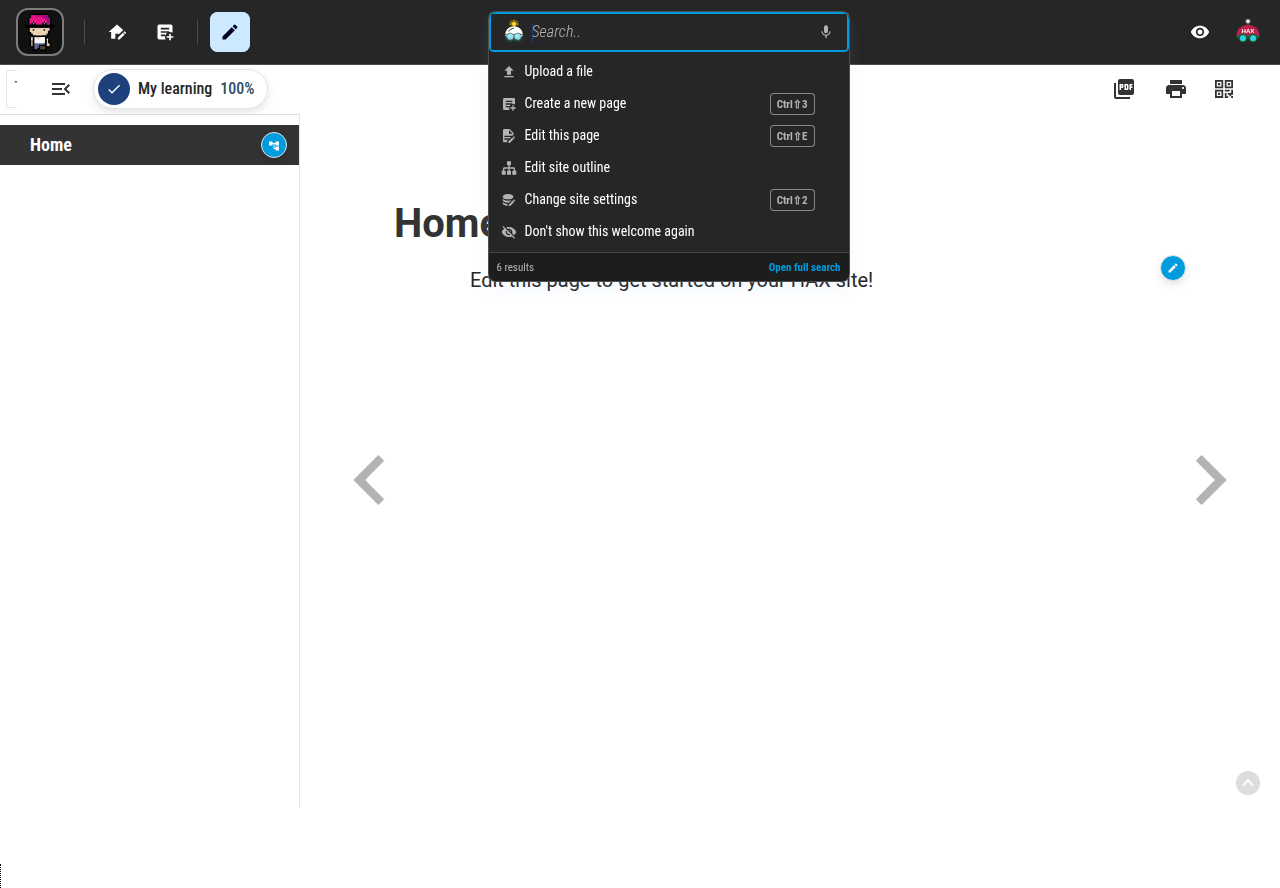 Search..
HAX
Upload a file
My learning 100%
PDF
Create a new page Ctrl⇧3
Edit this page Ctrl⇧E
Home
Edit site outline
Change site settings Ctrl⇧2
Home
Don't show this welcome again
6 results Open full search
Edit this page to get started on your HAX site!